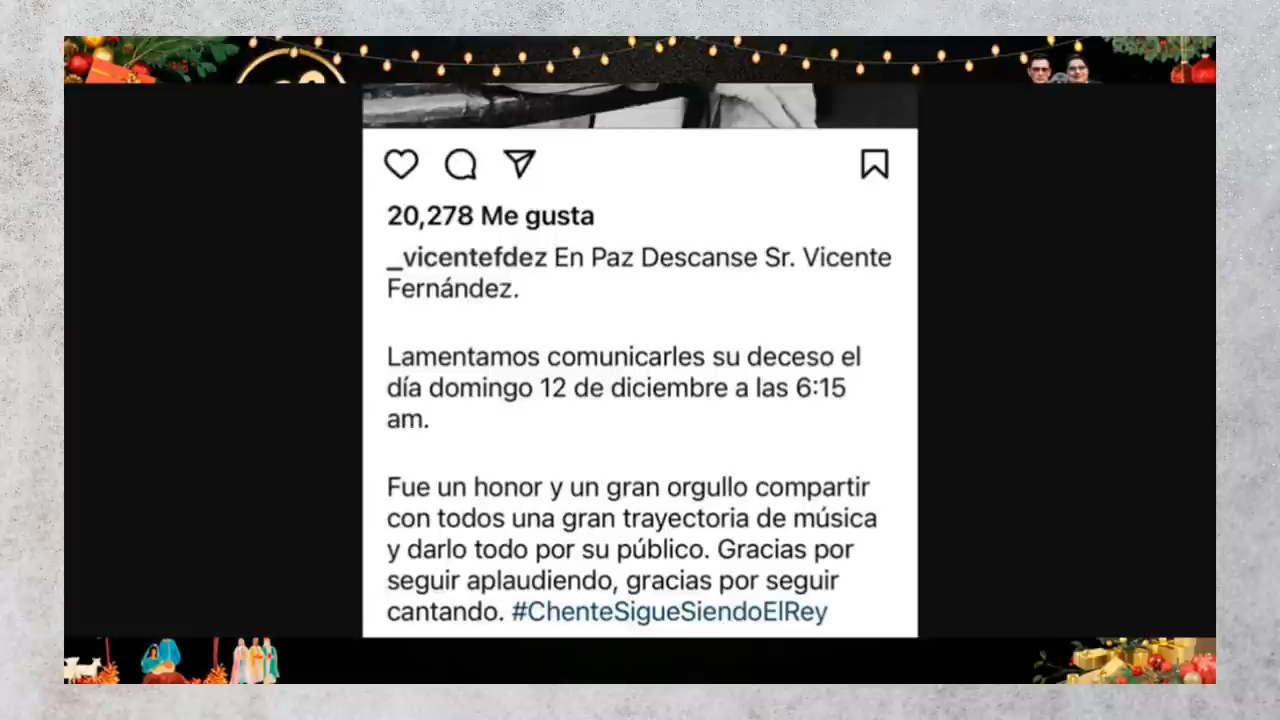 20,278 Me gusta
_vicentefdez En Paz Descanse Sr. Vicente
Fernández.
Lamentamos comunicarles su deceso el
día domingo 12 de diciembre a las 6:15
am.
Fue un honor y un gran orgullo compartir
con todos una gran trayectoria de música
y darlo todo por su público. Gracias por
seguir aplaudiendo, gracias por seguir
cantando. #ChenteSigueSiendoElRey